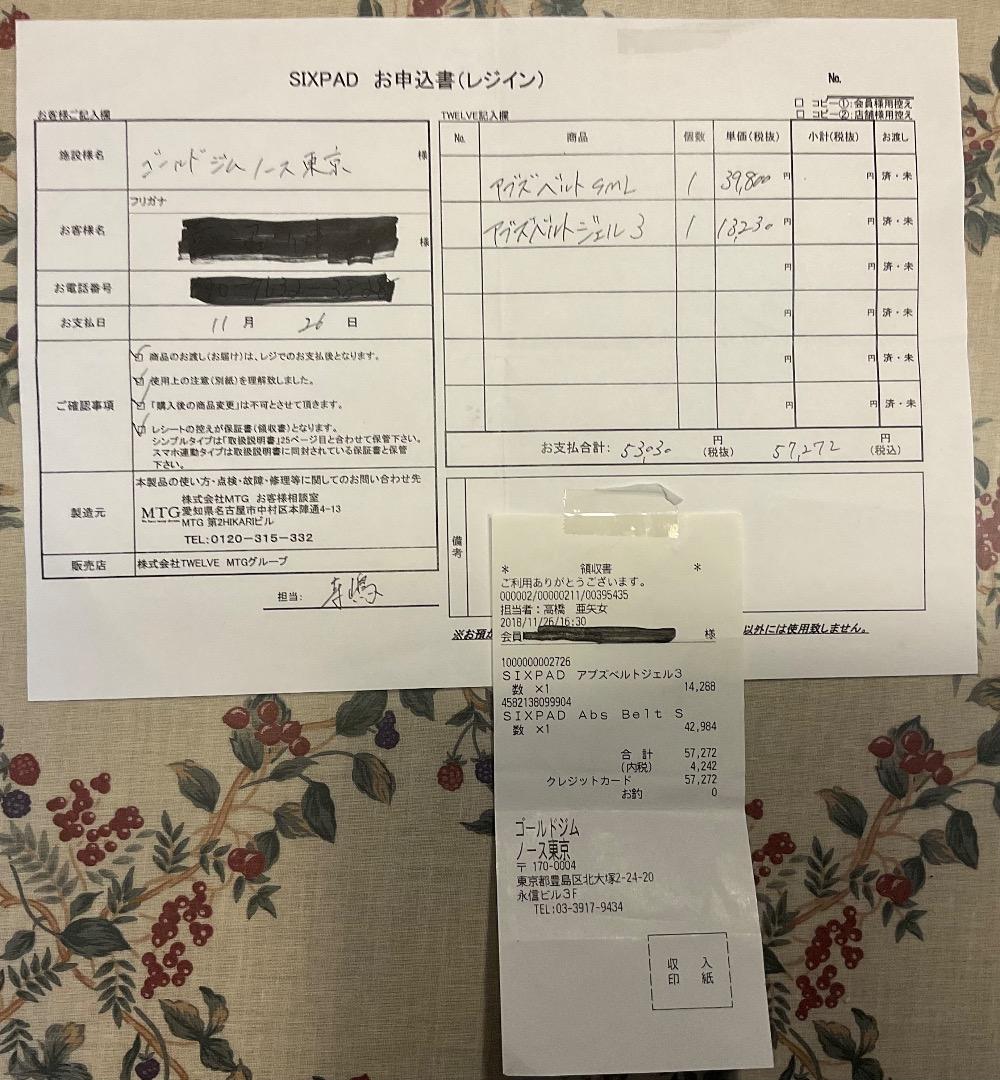 SIXPAD お申込書(レジイン)
No.
□ コピー①:会員様用控え
□ コピー②:店舗様用控え
お客様ご記入欄
施設様名 ゴールドジム ノース東京 様
フリガナ
お客様名 様
お電話番号
お支払日 11 月 26 日
ご確認事項
商品のお渡し(お届け)は、レジでのお支払後となります。
使用上の注意(別紙)を理解致しました。
「購入後の商品変更」は不可とさせて頂きます。
レシートの控えが保証書(領収書)となります。
シンプルタイプは「取扱説明書」25ページ目と合わせて保管下さい。
スマホ連動タイプは取扱説明書に同封されている保証書と保管
下さい。
製造元
本製品の使い方・点検・故障・修理等に関してのお問い合わせ先
株式会社MTG お客様相談室
MTG 愛知県名古屋市中村区本陣通4-13
MTG 第2HIKARIビル
TEL:0120-315-332
販売店 株式会社TWELVE MTGグループ
担当:
TWELVE記入欄
No. 商品 個数 単価(税抜) 小計(税抜) お渡し
アブズベルト SML 1 39,800 円 円 済・未
アブズベルトジェル3 1 13,230 円 円 済・未
円 円 済・未
円 円 済・未
円 円 済・未
円 円 済・未
お支払合計: 53,030 円(税抜) 57,272 円(税込)
備考
※お預か
以外には使用致しません。
* 領収書 *
ご利用ありがとうございます。
000002/00000211/00395435
担当者:高橋 亜矢女
2018/11/26/16:30
会員 様
1000000002726
SIXPAD アブズベルトジェル3
数 ×1 14,288
4582138099904
SIXPAD Abs Belt S
数 ×1 42,984
合計 57,272
(内税) 4,242
クレジットカード 57,272
お釣 0
ゴールドジム
ノース東京
〒 170-0004
東京都豊島区北大塚2-24-20
永信ビル3F
TEL:03-3917-9434
収入
印紙